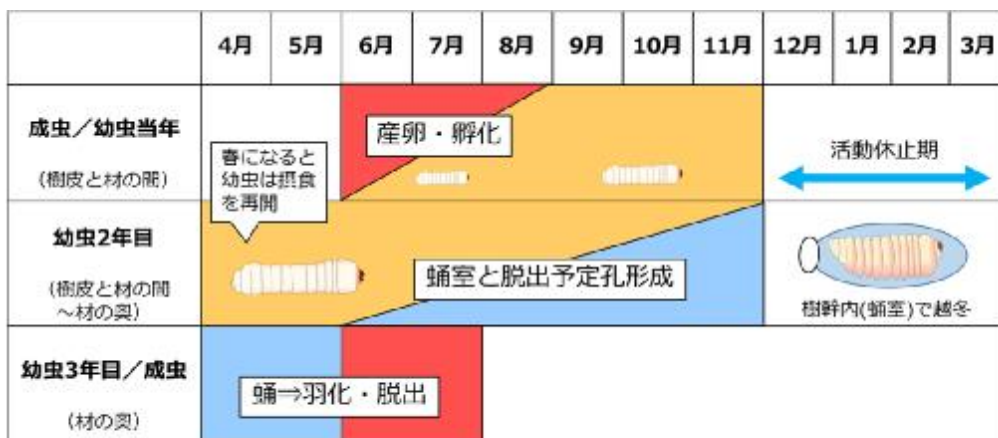 4月 5月 6月 7月 8月 9月 10月 11月 12月 1月 2月 3月
成虫／幼虫当年
（樹皮と材の間）
春になると
幼虫は摂食
を再開
産卵・孵化
活動休止期
幼虫2年目
（樹皮と材の間
～材の奥）
蛹室と脱出予定孔形成
樹幹内(蛹室)で越冬
幼虫3年目／成虫
（材の奥）
蛹⇒羽化・脱出